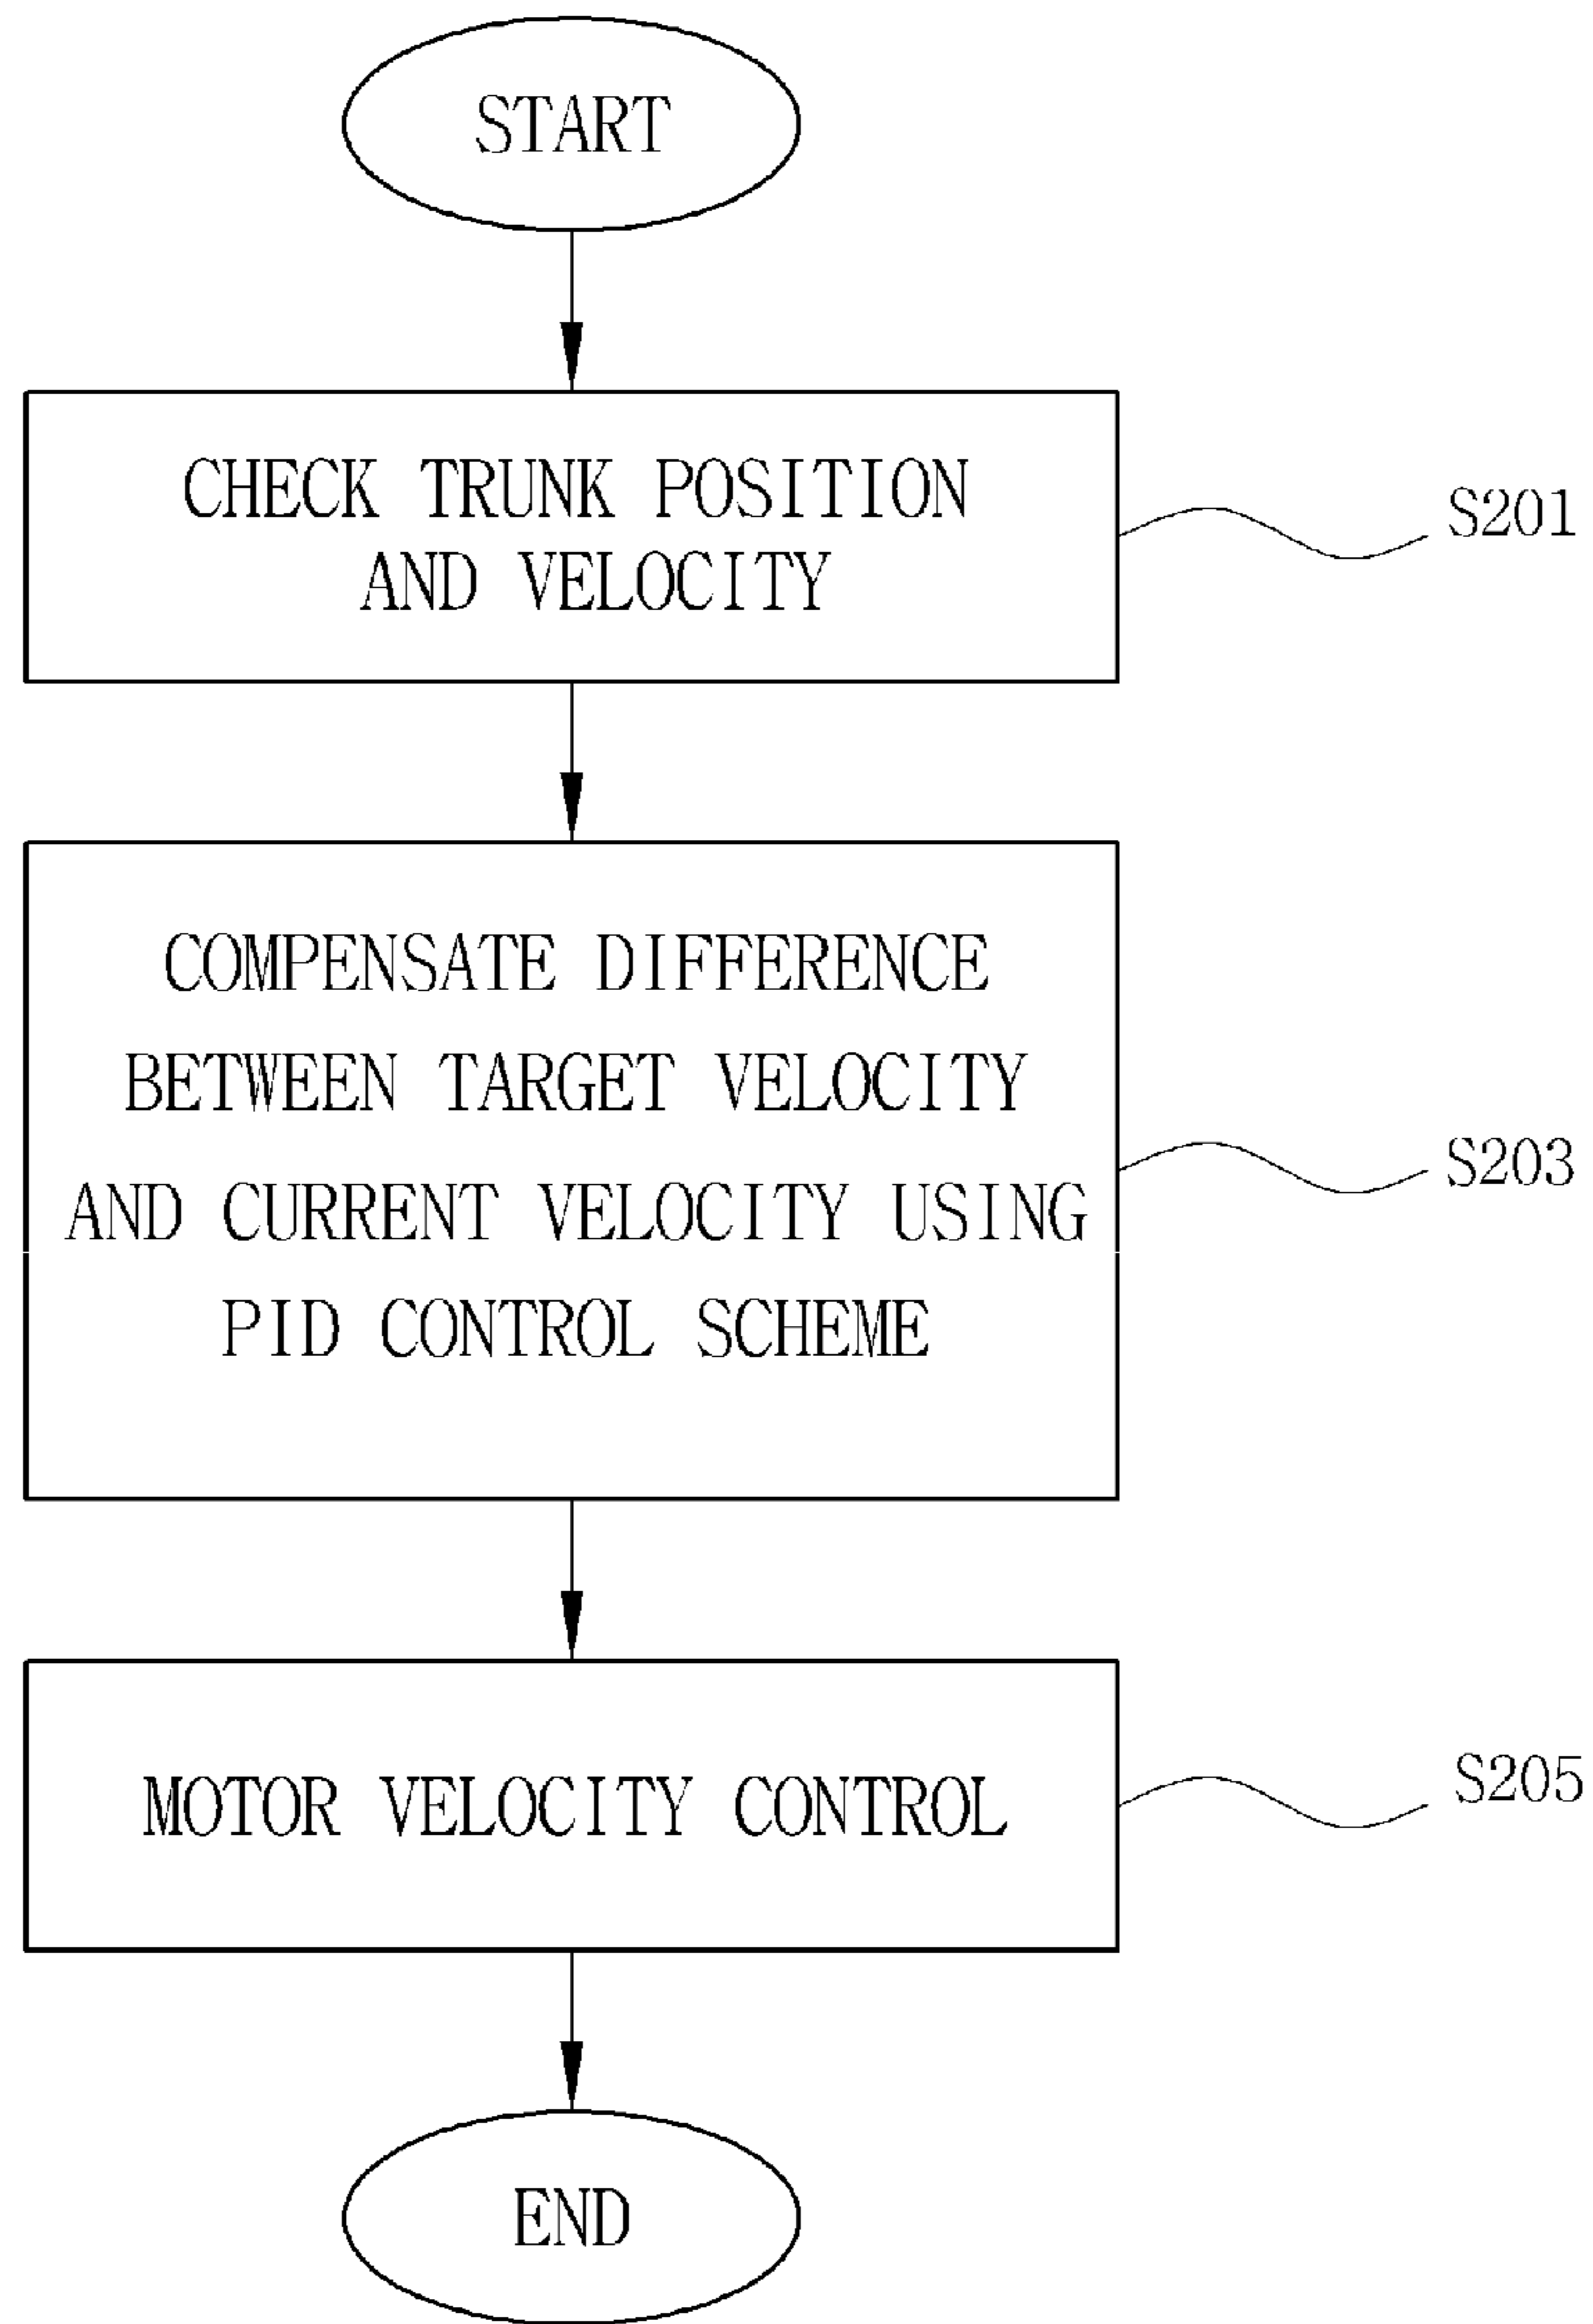 START
CHECK TRUNK POSITION
AND VELOCITY
S201
COMPENSATE DIFFERENCE
BETWEEN TARGET VELOCITY
AND CURRENT VELOCITY USING
PID CONTROL SCHEME
S203
MOTOR VELOCITY CONTROL
S205
END